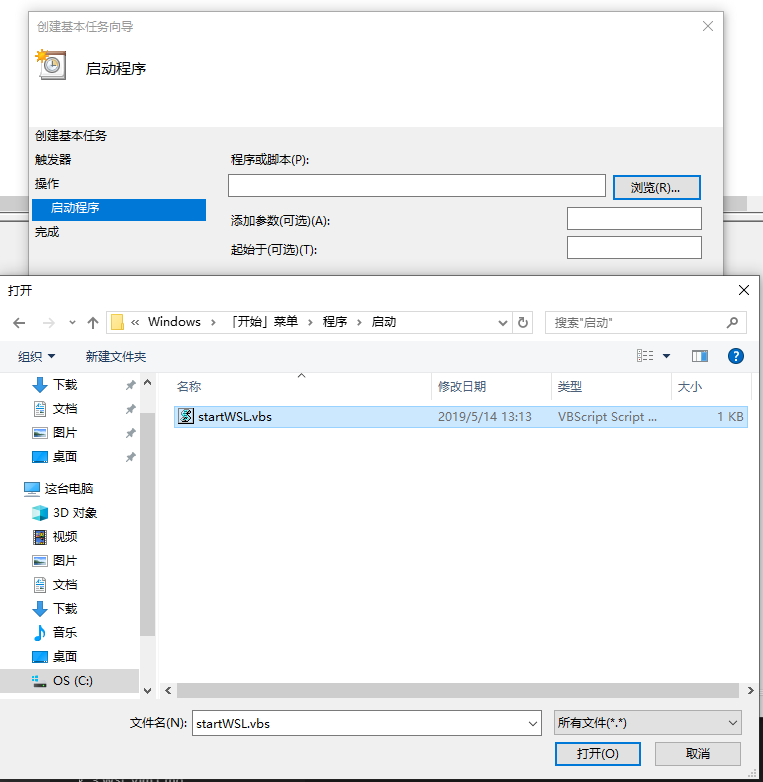 创建基本任务向导
启动程序
创建基本任务
触发器
操作
启动程序
完成
程序或脚本(P):
浏览(R)...
添加参数(可选)(A):
起始于(可选)(T):
打开
« Windows › 「开始」菜单 › 程序 › 启动
搜索"启动"
组织
新建文件夹
下载
文档
图片
桌面
这台电脑
3D 对象
视频
图片
文档
下载
音乐
桌面
OS (C:)
名称 修改日期 类型 大小
startWSL.vbs 2019/5/14 13:13 VBScript Script ... 1 KB
文件名(N): startWSL.vbs 所有文件(*.*)
打开(O) 取消